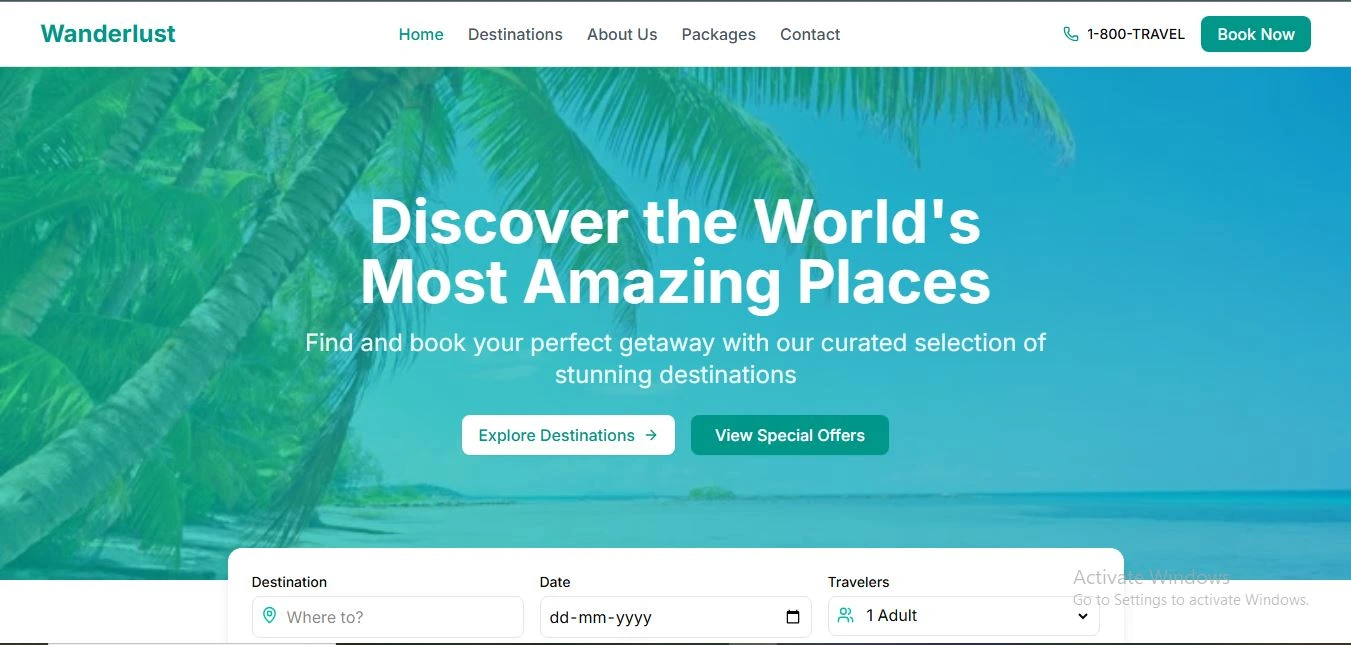 Wanderlust
Home
Destinations
About Us
Packages
Contact
1-800-TRAVEL
Book Now
Discover the World's
Most Amazing Places
Find and book your perfect getaway with our curated selection of
stunning destinations
Explore Destinations →
View Special Offers
Destination
Where to?
Date
dd-mm-yyyy
Travelers
1 Adult
Activate Windows
Go to Settings to activate Windows.